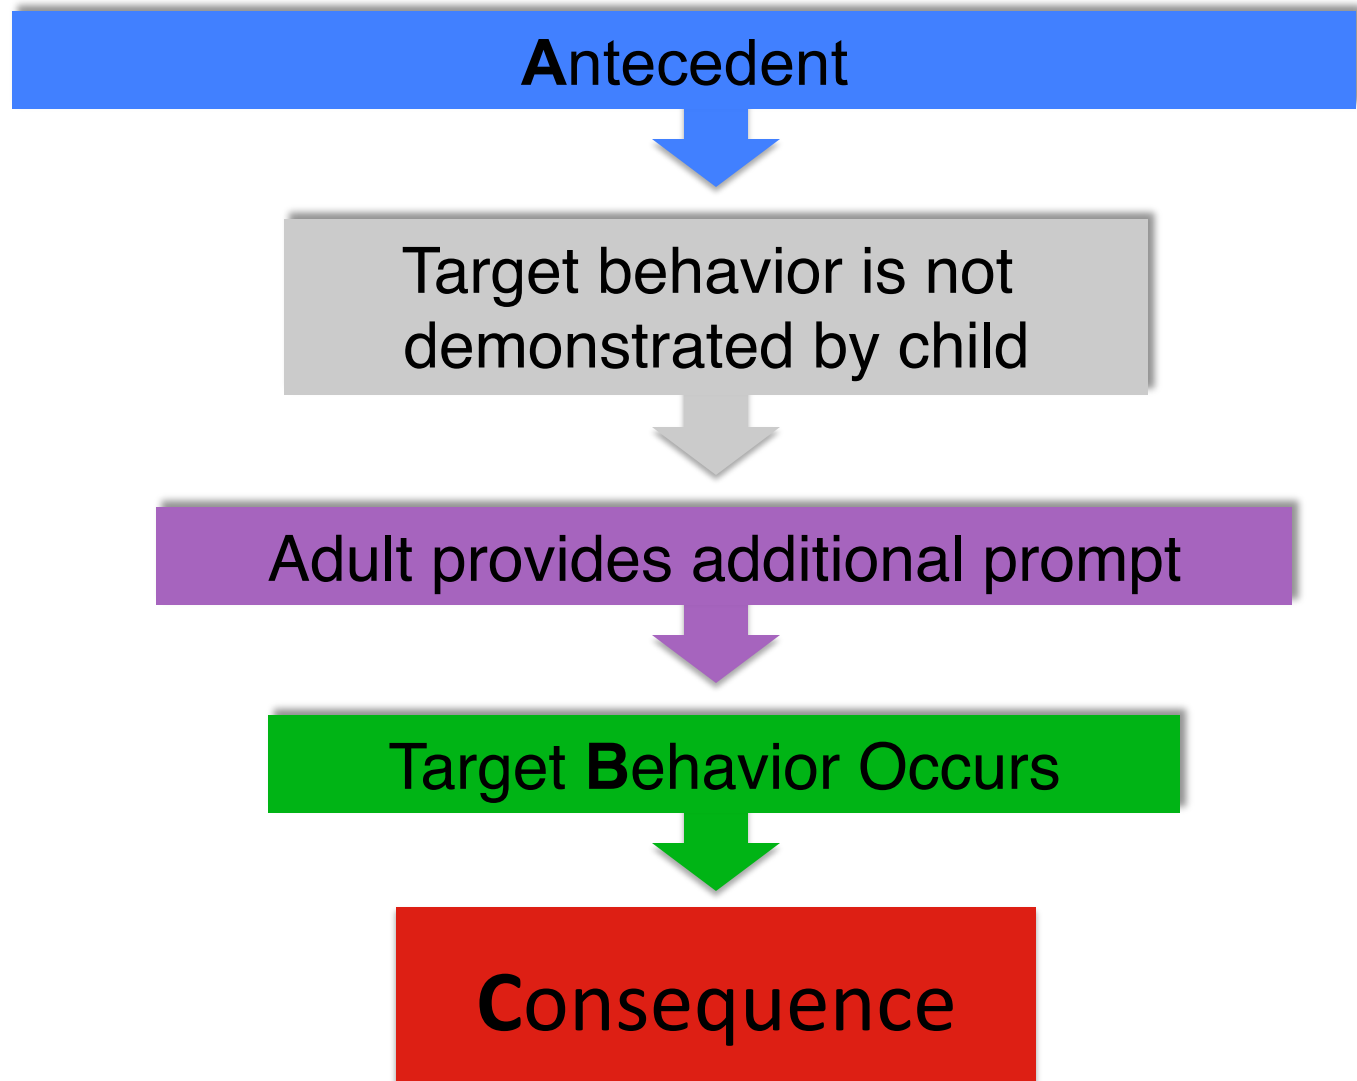 Antecedent
Target behavior is not
demonstrated by child
Adult provides additional prompt
Target Behavior Occurs
Consequence